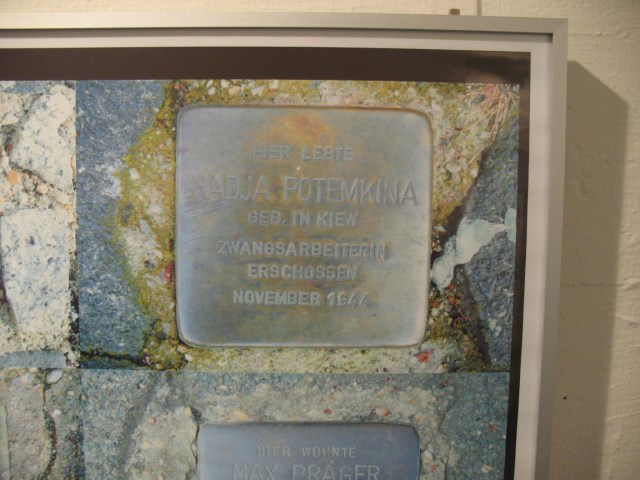 HIER LEBTE
NADJA POTEMKINA
GEB. IN KIEW
ZWANGSARBEITERIN
ERSCHOSSEN
NOVEMBER 1944
HIER WOHNTE
MAX PRÄGER